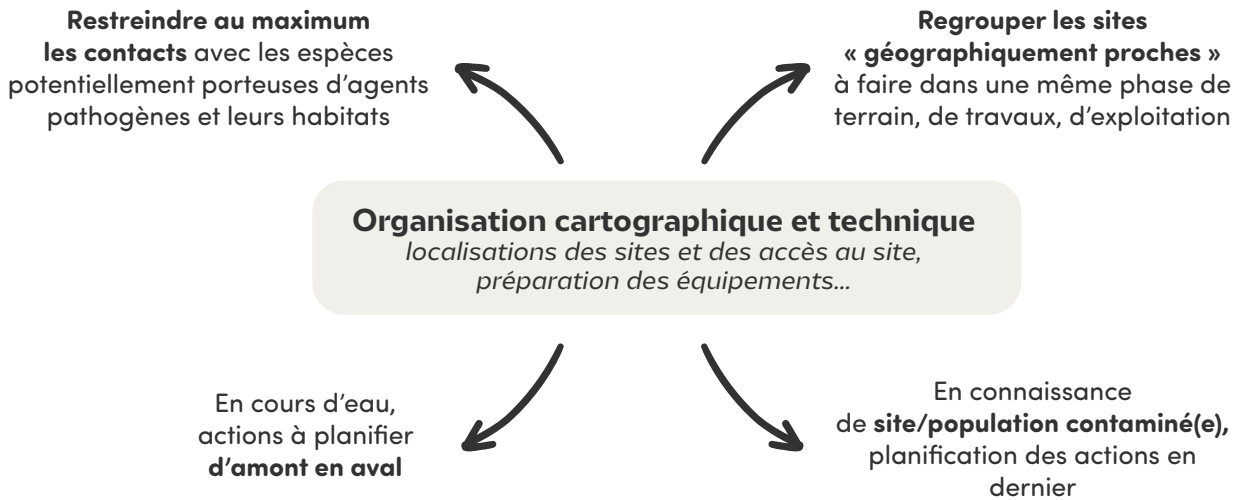 Restreindre au maximum
les contacts avec les espèces
potentiellement porteuses d’agents
pathogènes et leurs habitats
Regrouper les sites
« géographiquement proches »
à faire dans une même phase de
terrain, de travaux, d’exploitation
Organisation cartographique et technique
localisations des sites et des accès au site,
préparation des équipements...
En cours d’eau,
actions à planifier
d’amont en aval
En connaissance
de site/population contaminé(e),
planification des actions en
dernier